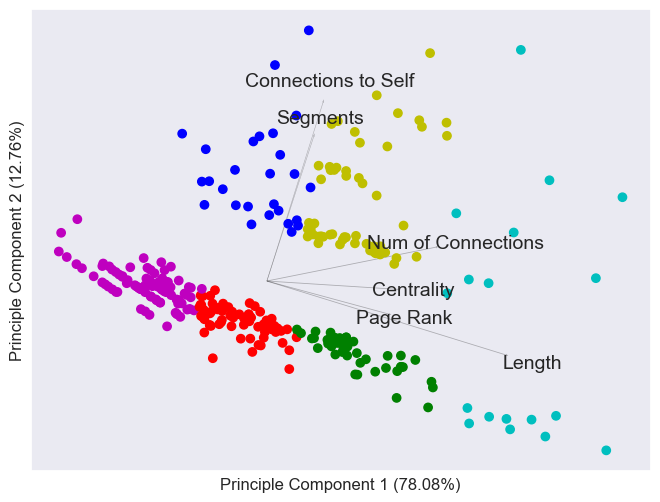 Connections to Self
Segments
Num of Connections
Centrality
Page Rank
Length
Principle Component 2 (12.76%)
Principle Component 1 (78.08%)